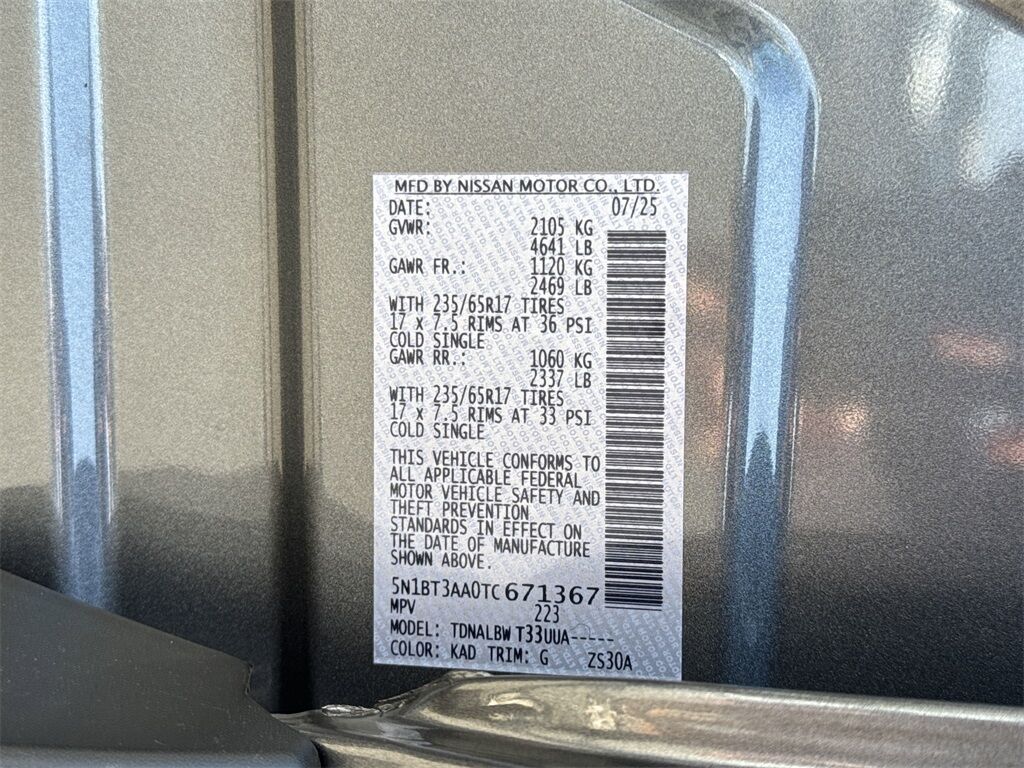 MFD BY NISSAN MOTOR CO., LTD.
DATE: 07/25
GVWR: 2105 KG
4641 LB
GAWR FR.: 1120 KG
2469 LB
WITH 235/65R17 TIRES
17 x 7.5 RIMS AT 36 PSI
COLD SINGLE
GAWR RR.: 1060 KG
2337 LB
WITH 235/65R17 TIRES
17 x 7.5 RIMS AT 33 PSI
COLD SINGLE
THIS VEHICLE CONFORMS TO
ALL APPLICABLE FEDERAL
MOTOR VEHICLE SAFETY AND
THEFT PREVENTION
STANDARDS IN EFFECT ON
THE DATE OF MANUFACTURE
SHOWN ABOVE.
5N1BT3AA0TC671367
MPV 223
MODEL: TDNALBW T33UUA-----
COLOR: KAD TRIM: G ZS30A